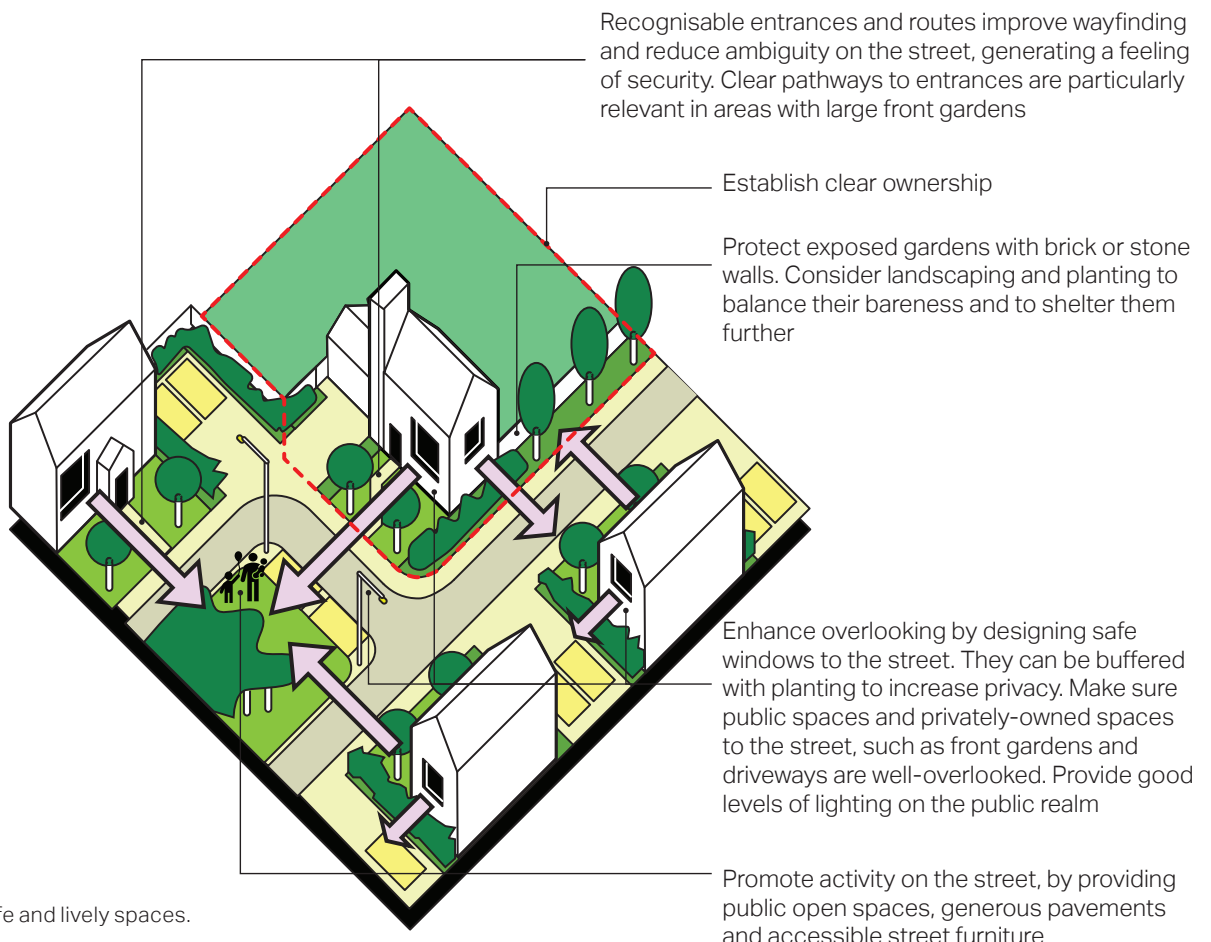 Recognisable entrances and routes improve wayfinding
and reduce ambiguity on the street, generating a feeling
of security. Clear pathways to entrances are particularly
relevant in areas with large front gardens
Establish clear ownership
Protect exposed gardens with brick or stone
walls. Consider landscaping and planting to
balance their bareness and to shelter them
further
Enhance overlooking by designing safe
windows to the street. They can be buffered
with planting to increase privacy. Make sure
public spaces and privately-owned spaces
to the street, such as front gardens and
driveways are well-overlooked. Provide good
levels of lighting on the public realm
Promote activity on the street, by providing
public open spaces, generous pavements
and accessible street furniture
and lively spaces.